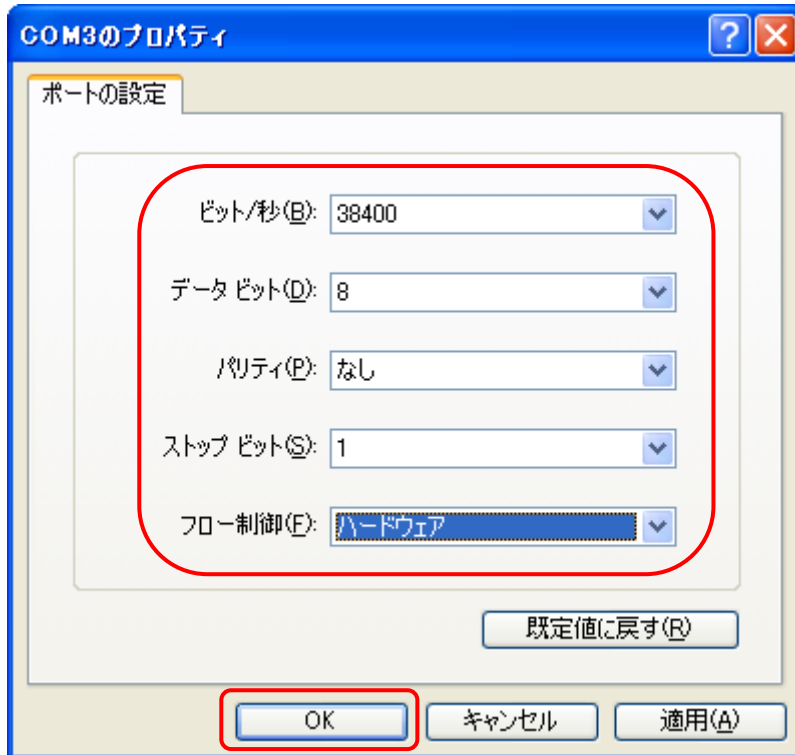 COM3のプロパティ
ポートの設定
ビット/秒(B): 38400
データ ビット(D): 8
パリティ(P): なし
ストップ ビット(S): 1
フロー制御(F): ハードウェア
既定値に戻す(R)
OK キャンセル 適用(A)